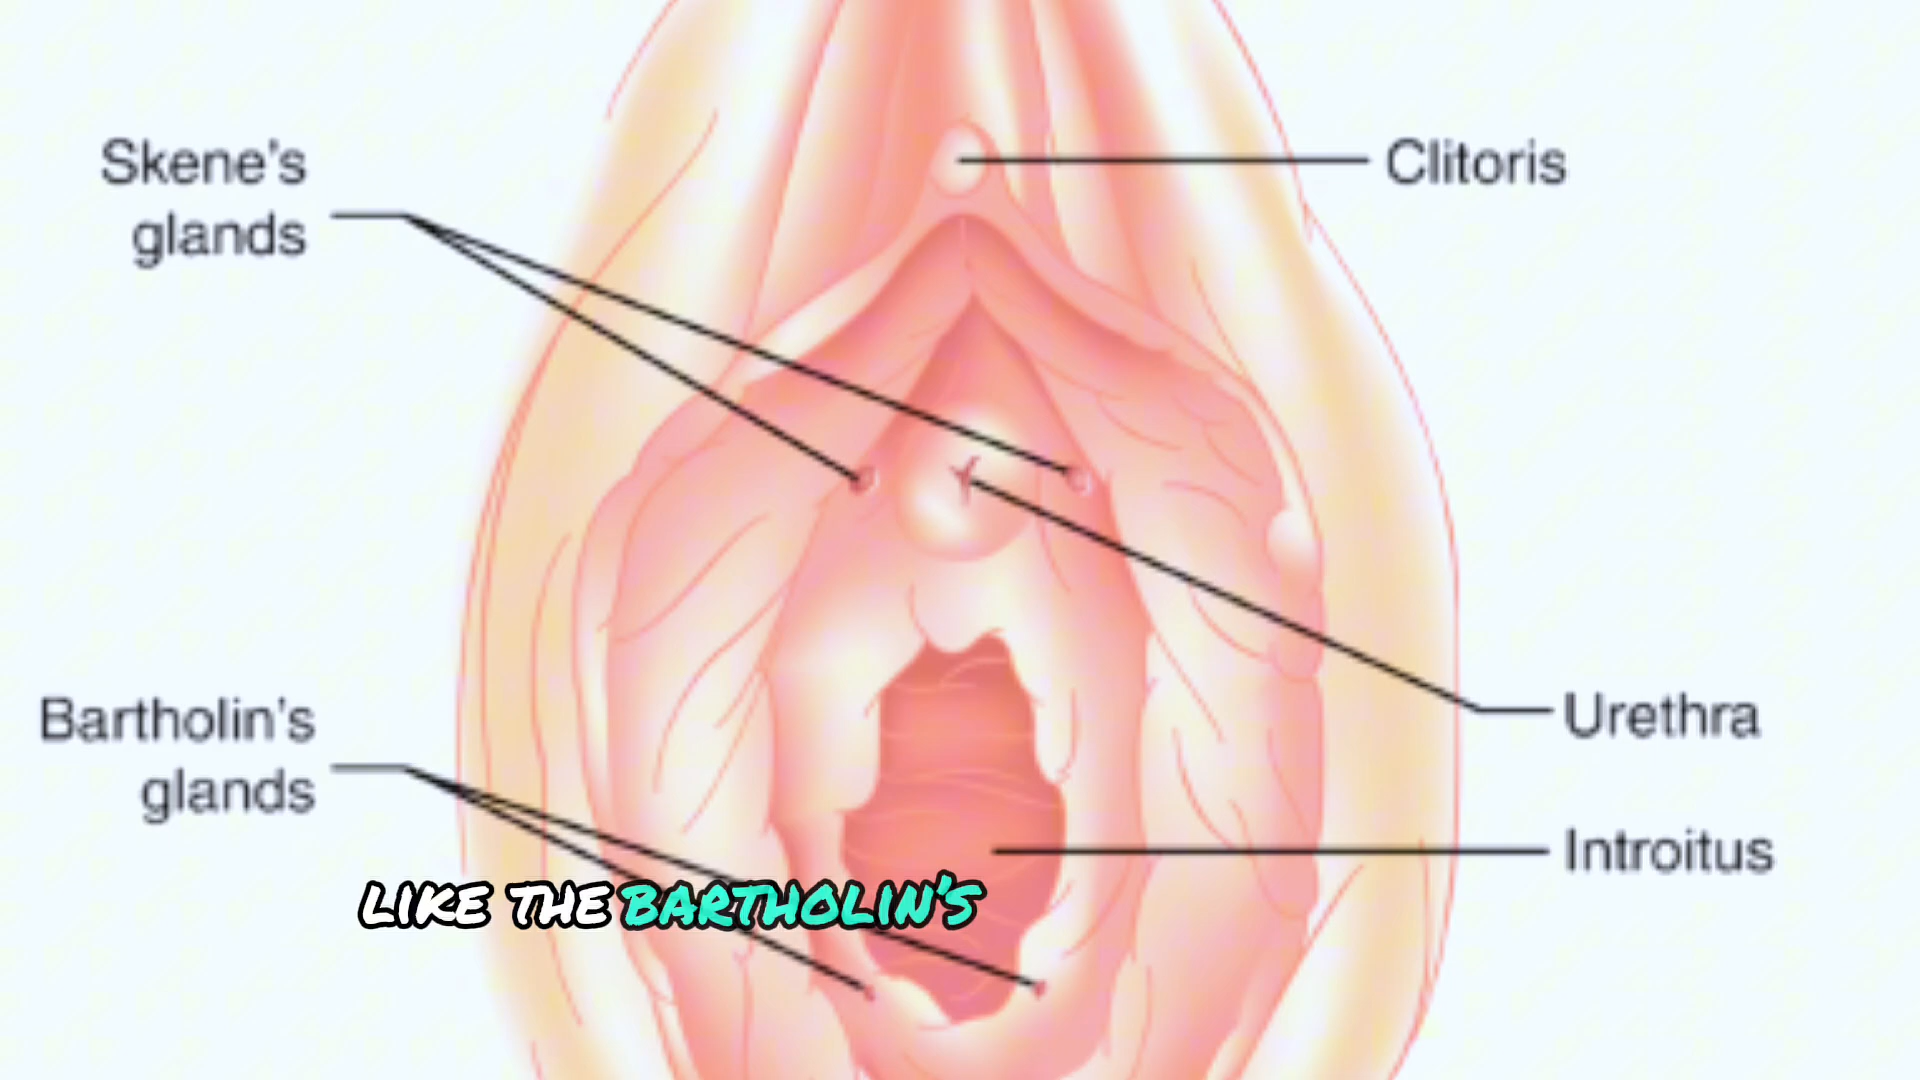 Skene's
glands
Clitoris
Bartholin's
glands
Urethra
Introitus
LIKE THE BARTHOLIN'S